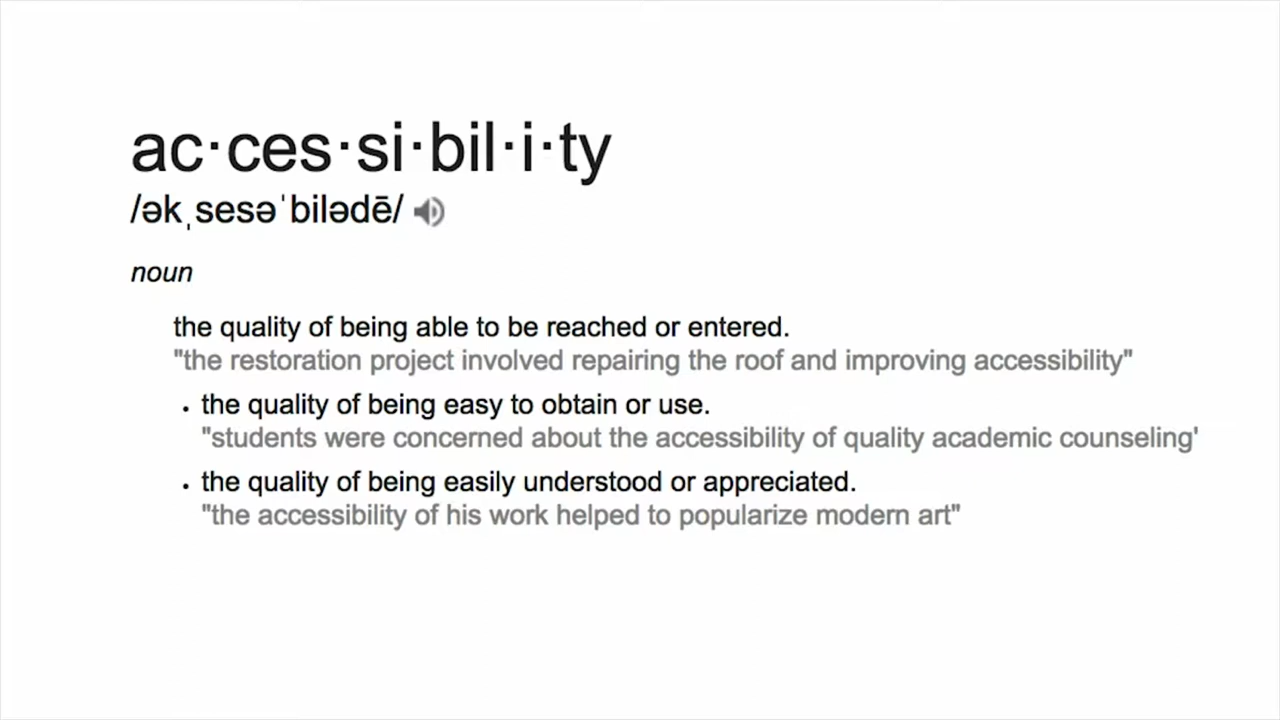 ac·ces·si·bil·i·ty
/əkˌsesəˈbilədē/
noun
the quality of being able to be reached or entered.
"the restoration project involved repairing the roof and improving accessibility"
• the quality of being easy to obtain or use.
"students were concerned about the accessibility of quality academic counseling'
• the quality of being easily understood or appreciated.
"the accessibility of his work helped to popularize modern art"